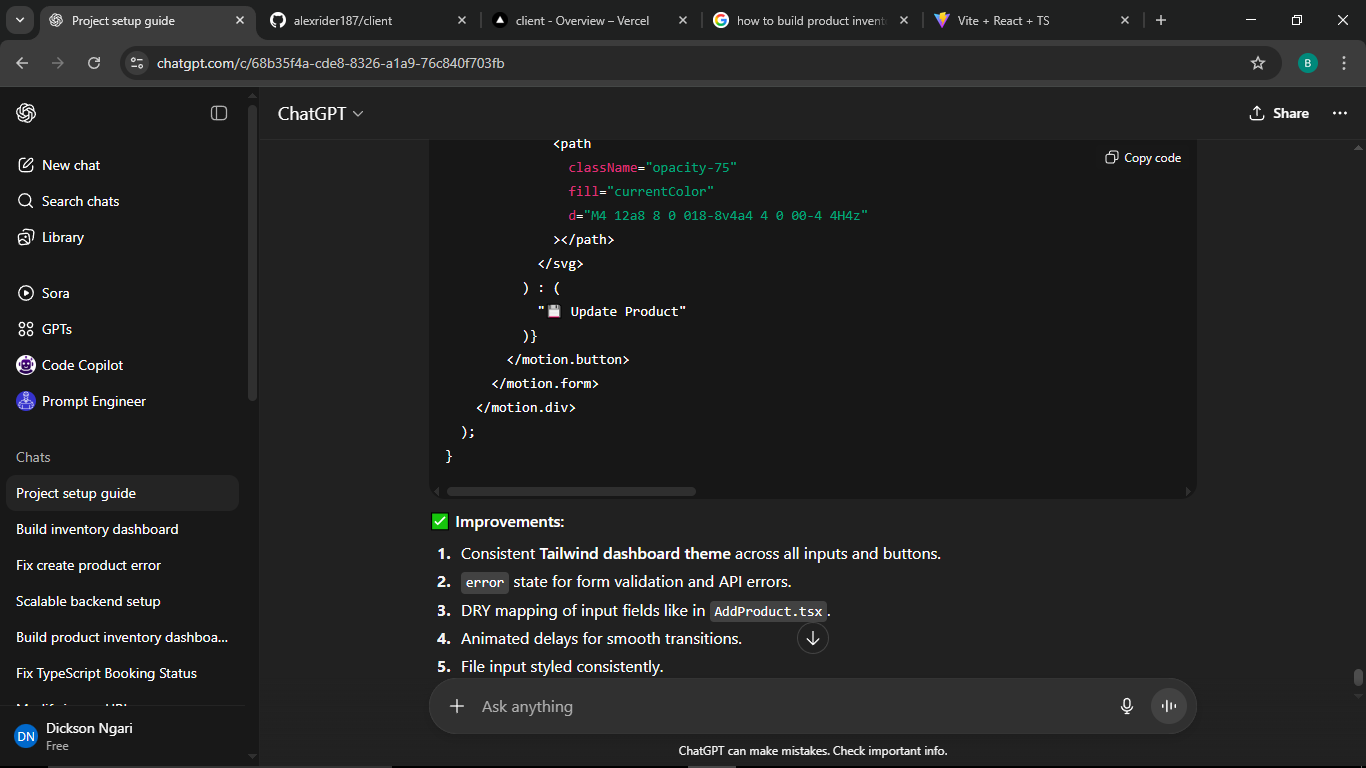 Project setup guide
alexrider187/client
client - Overview – Vercel
how to build product invent
Vite + React + TS
chatgpt.com/c/68b35f4a-cde8-8326-a1a9-76c840f703fb
B
ChatGPT
Share
New chat
Search chats
Library
Sora
GPTs
Code Copilot
Prompt Engineer
Chats
Project setup guide
Build inventory dashboard
Fix create product error
Scalable backend setup
Build product inventory dashboa...
Fix TypeScript Booking Status
DN
Dickson Ngari
Free
Copy code
<path
className="opacity-75"
fill="currentColor"
d="M4 12a8 8 0 018-8v4a4 4 0 00-4 4H4z"
></path>
</svg>
) : (
"💾 Update Product"
)}
</motion.button>
</motion.form>
</motion.div>
);
}
✅ Improvements:
1. Consistent Tailwind dashboard theme across all inputs and buttons.
2. error state for form validation and API errors.
3. DRY mapping of input fields like in AddProduct.tsx.
4. Animated delays for smooth transitions.
5. File input styled consistently.
Ask anything
ChatGPT can make mistakes. Check important info.